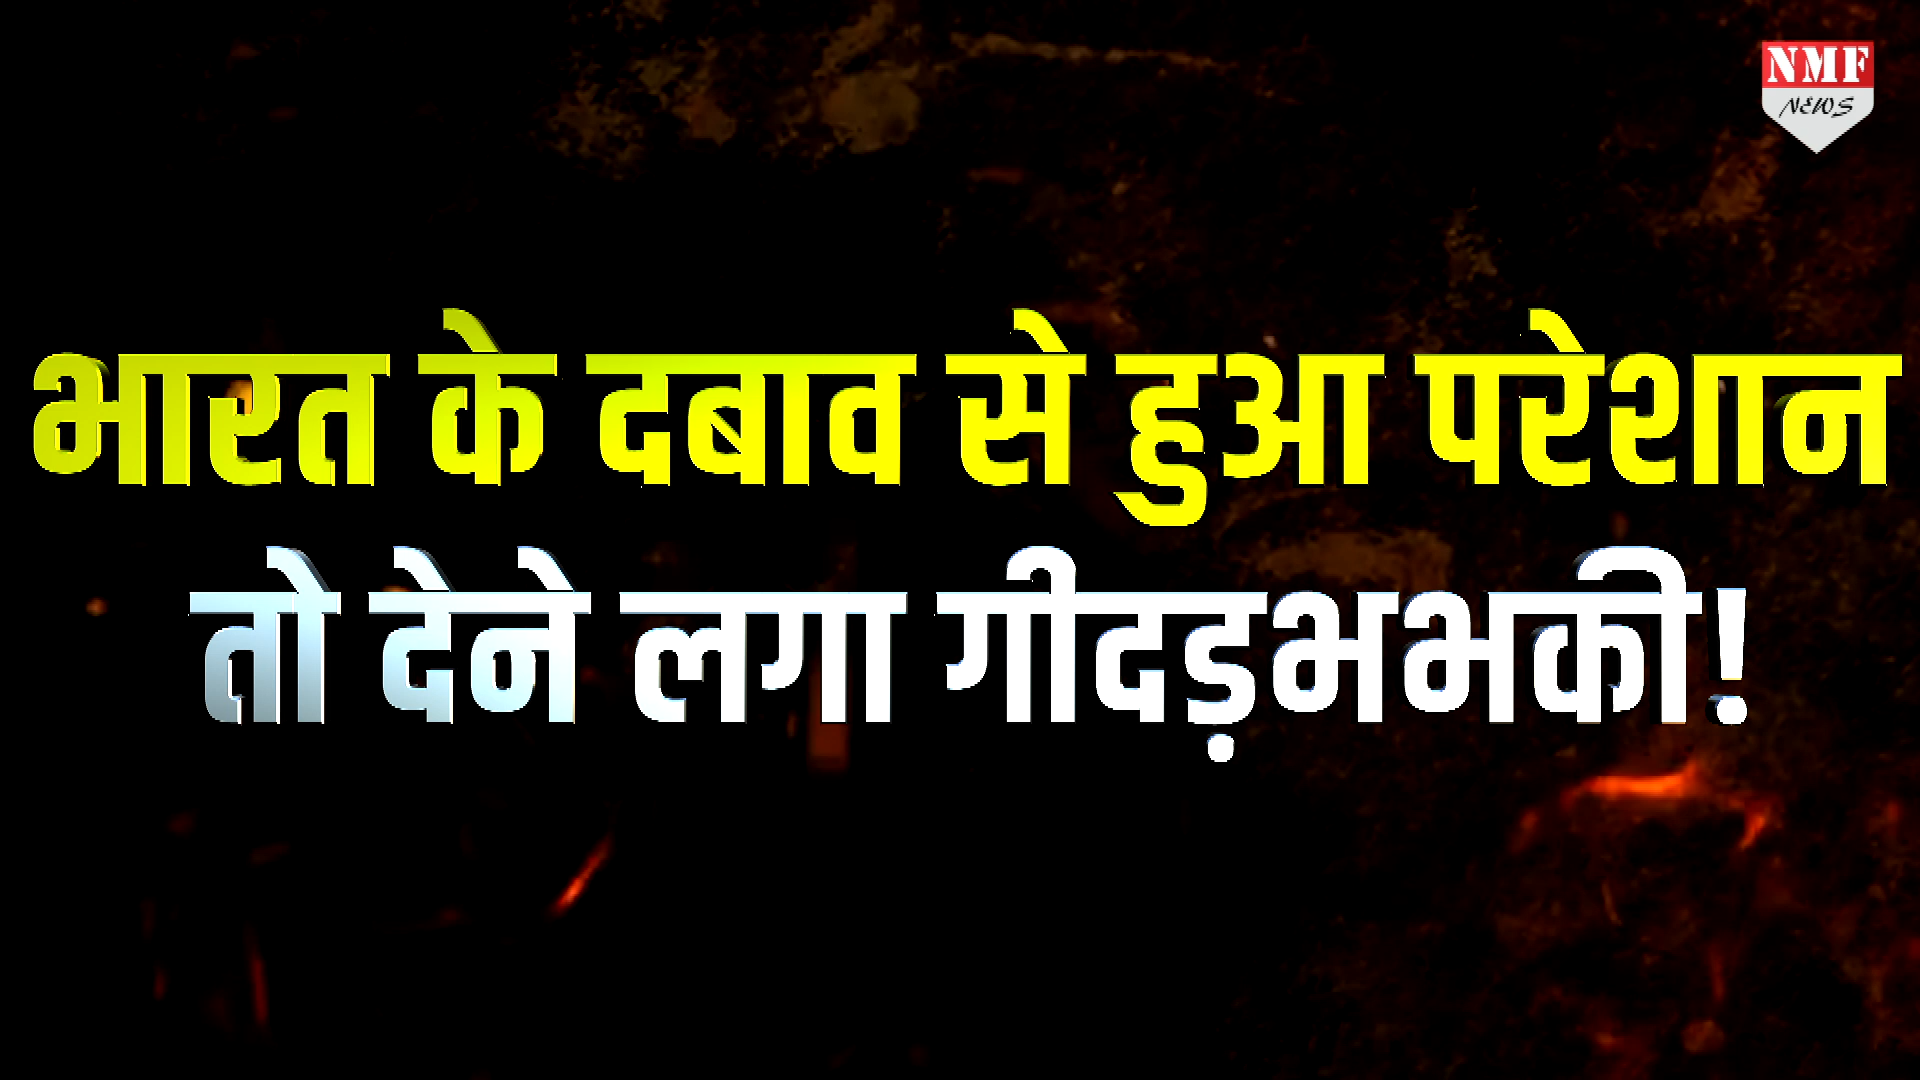 NMF
NEWS
भारत के दबाव से हुआ परेशान
तो देने लगा गीदड़भभकी!